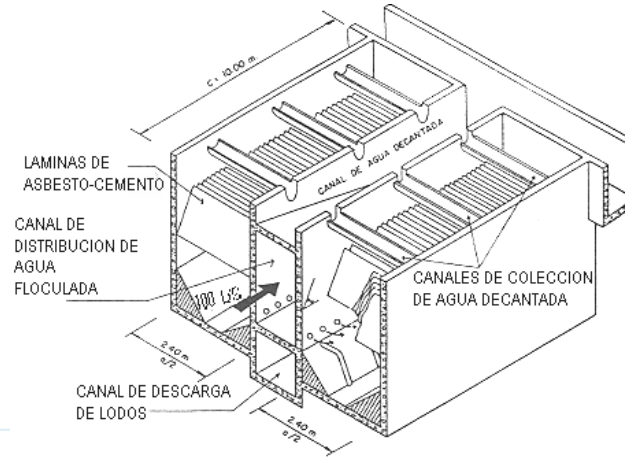 c = 10.00 m
CANAL DE AGUA DECANTADA
LAMINAS DE
ASBESTO-CEMENTO
CANAL DE
DISTRIBUCION DE
AGUA
FLOCULADA
100 L/S
CANALES DE COLECCION
DE AGUA DECANTADA
2.40 m
a/2
CANAL DE DESCARGA
DE LODOS
2.40 m
a/2